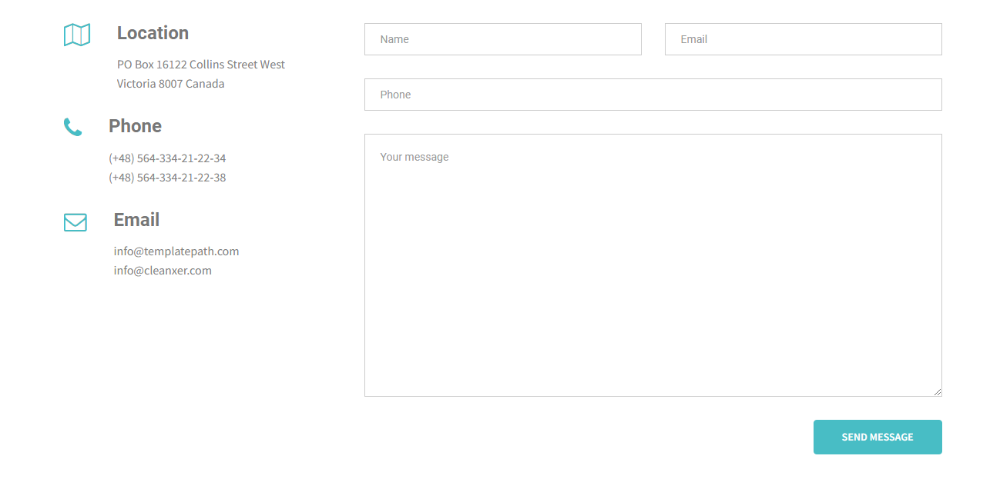 Location
PO Box 16122 Collins Street West
Victoria 8007 Canada
Phone
(+48) 564-334-21-22-34
(+48) 564-334-21-22-38
Email
info@templatepath.com
info@cleanxer.com
Name
Email
Phone
Your message
SEND MESSAGE